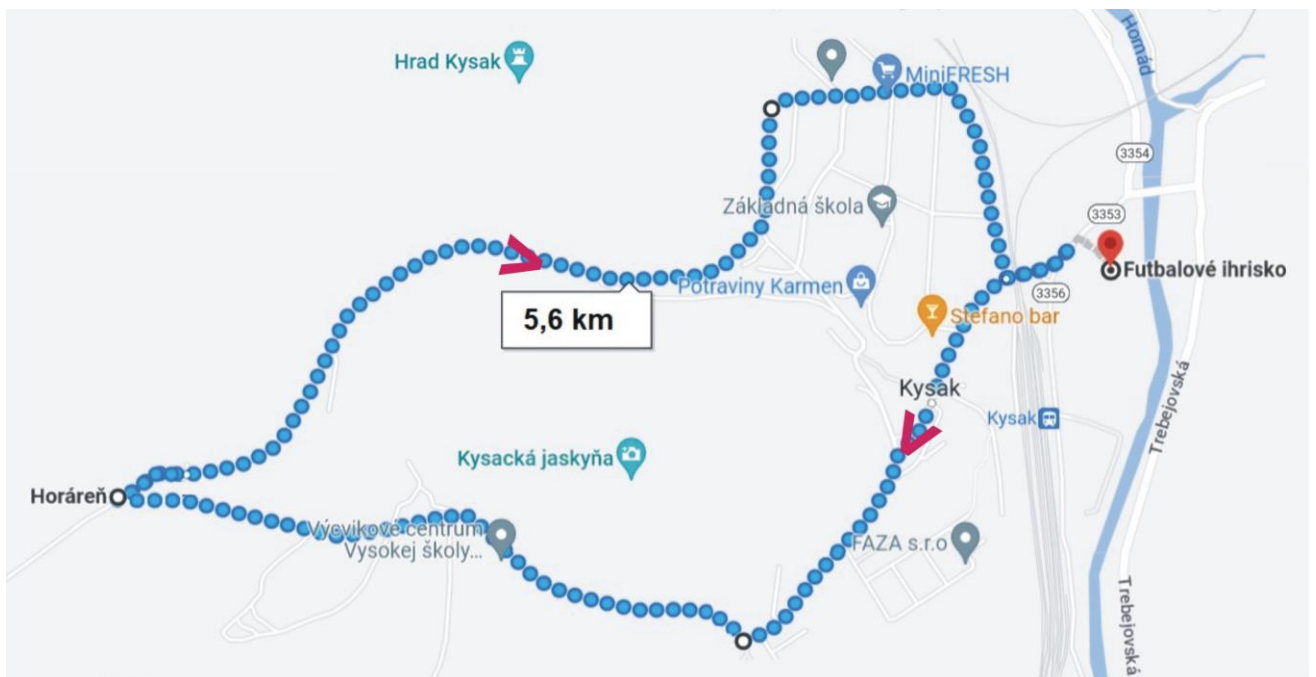 Hornád
Hrad Kysak
MiniFRESH
3354
Základná škola
3353
Futbalové ihrisko
Potraviny Karmen
3356
5,6 km
Stefano bar
Kysak
Kysak
Trebejovská
Kysacká jaskyňa
Horáreň
Výcvikové centrum
Vysokej školy...
FAZA s.r.o
Trebejovská